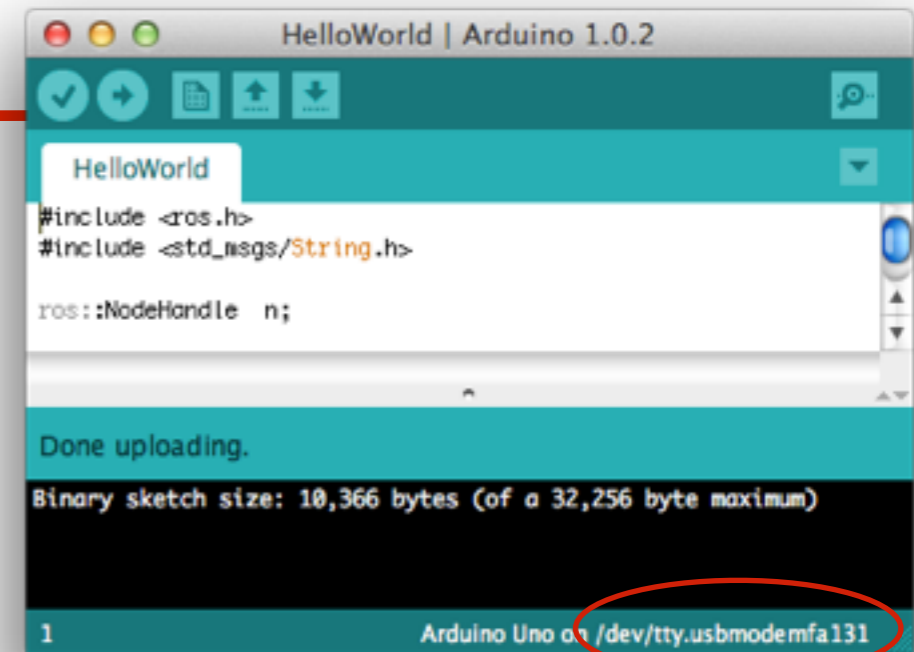 HelloWorld | Arduino 1.0.2
HelloWorld
#include <ros.h>
#include <std_msgs/String.h>
ros::NodeHandle  n;
Done uploading.
Binary sketch size: 10,366 bytes (of a 32,256 byte maximum)
1 Arduino Uno on /dev/tty.usbmodemfa131